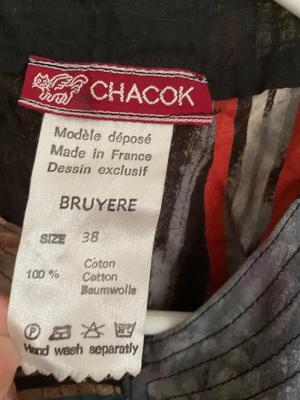 CHACOK
Modèle déposé
Made in France
Dessin exclusif
BRUYERE
SIZE 38
100 % Coton
Cotton
Baumwolle
P
Hand wash separatly